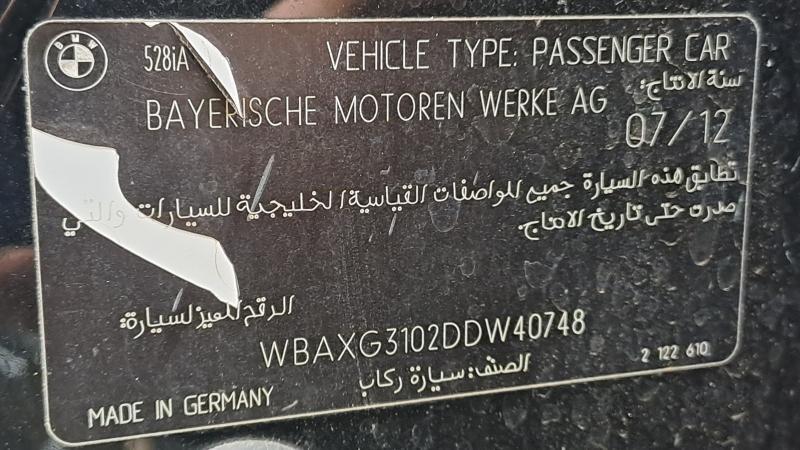 BMW
528iA VEHICLE TYPE: PASSENGER CAR
سنة الانتاج:
BAYERISCHE MOTOREN WERKE AG 07/12
تطابق هذه السيارة جميع المواصفات القياسية الخليجية للسيارات والتي
صدرت حتى تاريخ الانتاج.
الرقم المميز لسيارة:
WBAXG3102DDW40748
الصنف: سيارة ركاب
2 122 610
MADE IN GERMANY